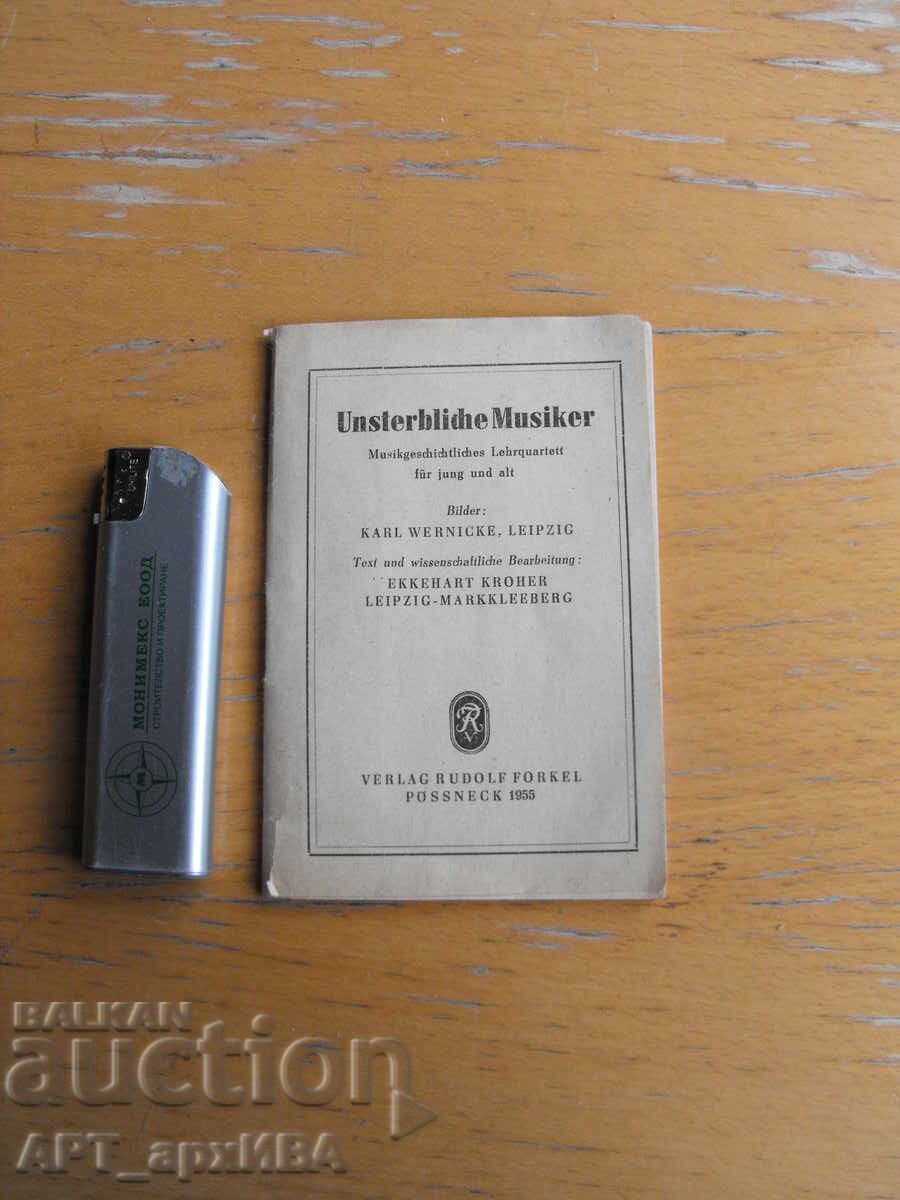 Unsterbliche Musiker
Musikgeschichtliches Lehrquartett
für jung und alt
Bilder:
KARL WERNICKE, LEIPZIG
Text und wissenschaftliche Bearbeitung:
EKKEHART KROHER
LEIPZIG-MARKKLEEBERG
VERLAG RUDOLF FORKEL
PÖSSNECK 1955
МОНИМЕКС ЕООД
СТРОИТЕЛСТВО И ПРОЕКТИРАНЕ
М
BALKAN
auction
АРТ_архИВА